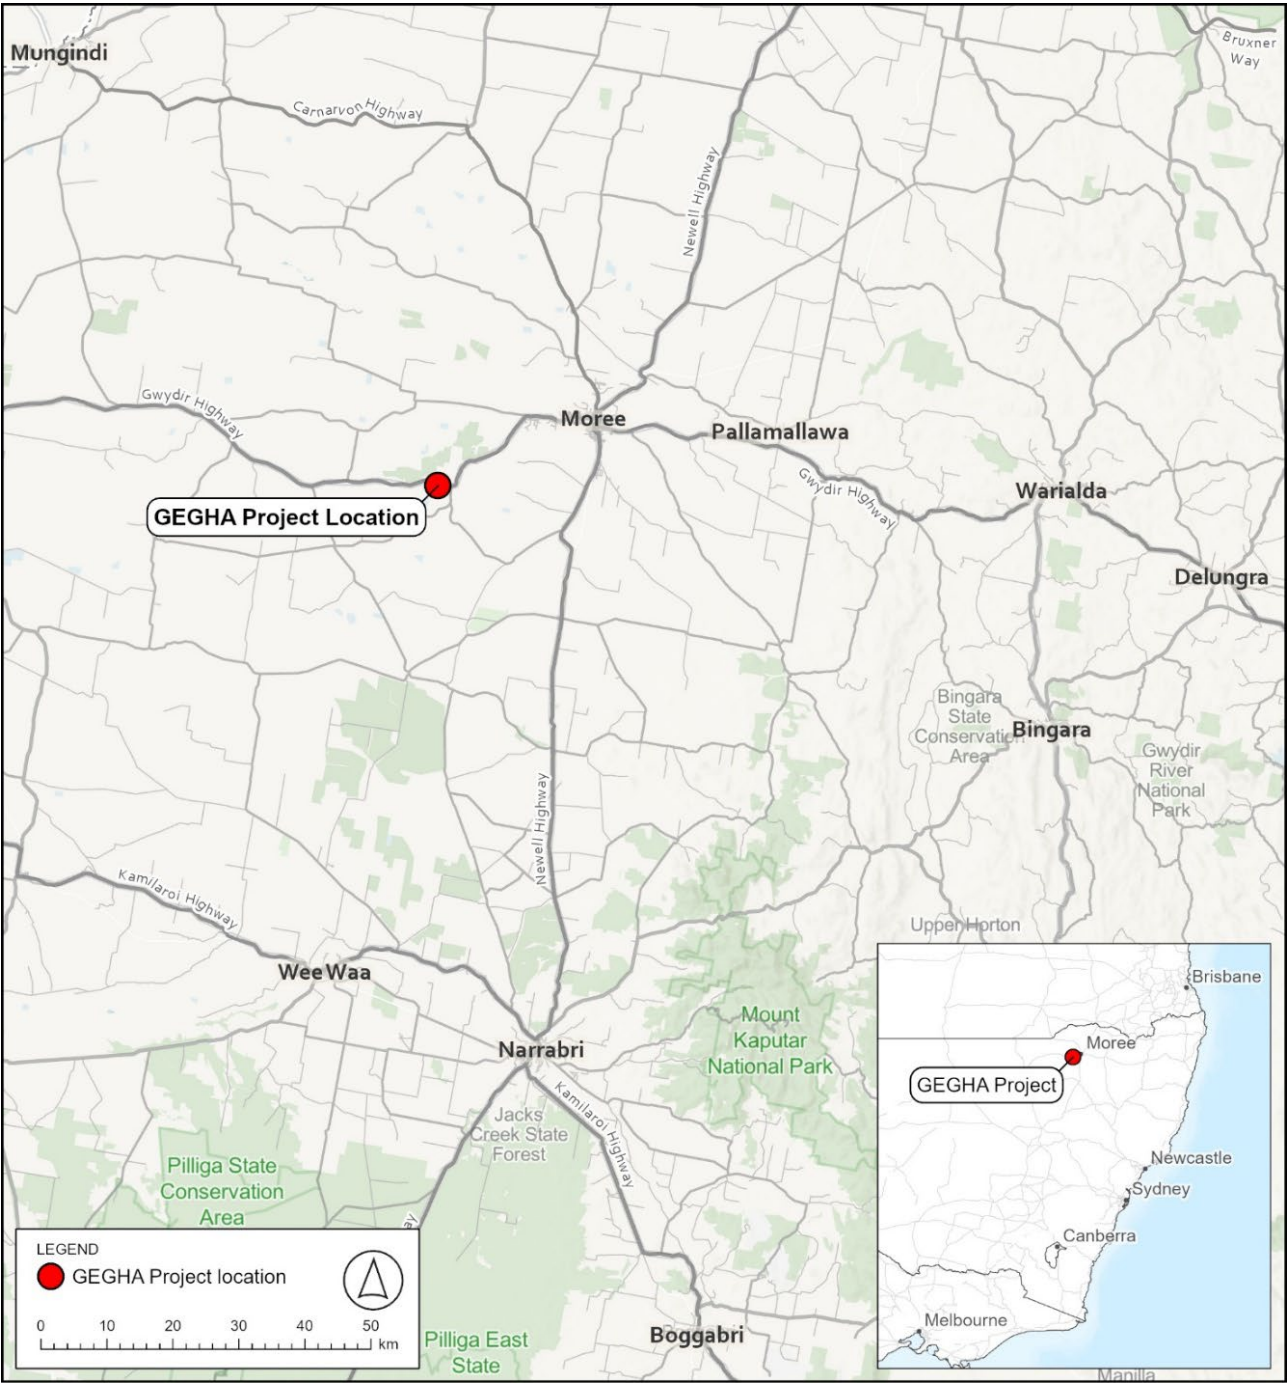 Mungindi
Bruxner
Way
Carnarvon Highway
Newell Highway
Gwydir Highway
Moree
Pallamallawa
Gwydir Highway
Warialda
GEGHA Project Location
Delungra
Bingara
State
Conservation
Area
Bingara
Gwydir
River
National
Park
Newell Highway
Kamilaroi Highway
Upper Horton
Wee Waa
Mount
Kaputar
National Park
Narrabri
Kamilaroi Highway
Jacks
Creek State
Forest
Pilliga State
Conservation
Area
ay
LEGEND
GEGHA Project location
0 10 20 30 40 50
km
Pilliga East
State
Boggabri
Brisbane
Moree
GEGHA Project
Newcastle
Sydney
Canberra
Melbourne
Manilla